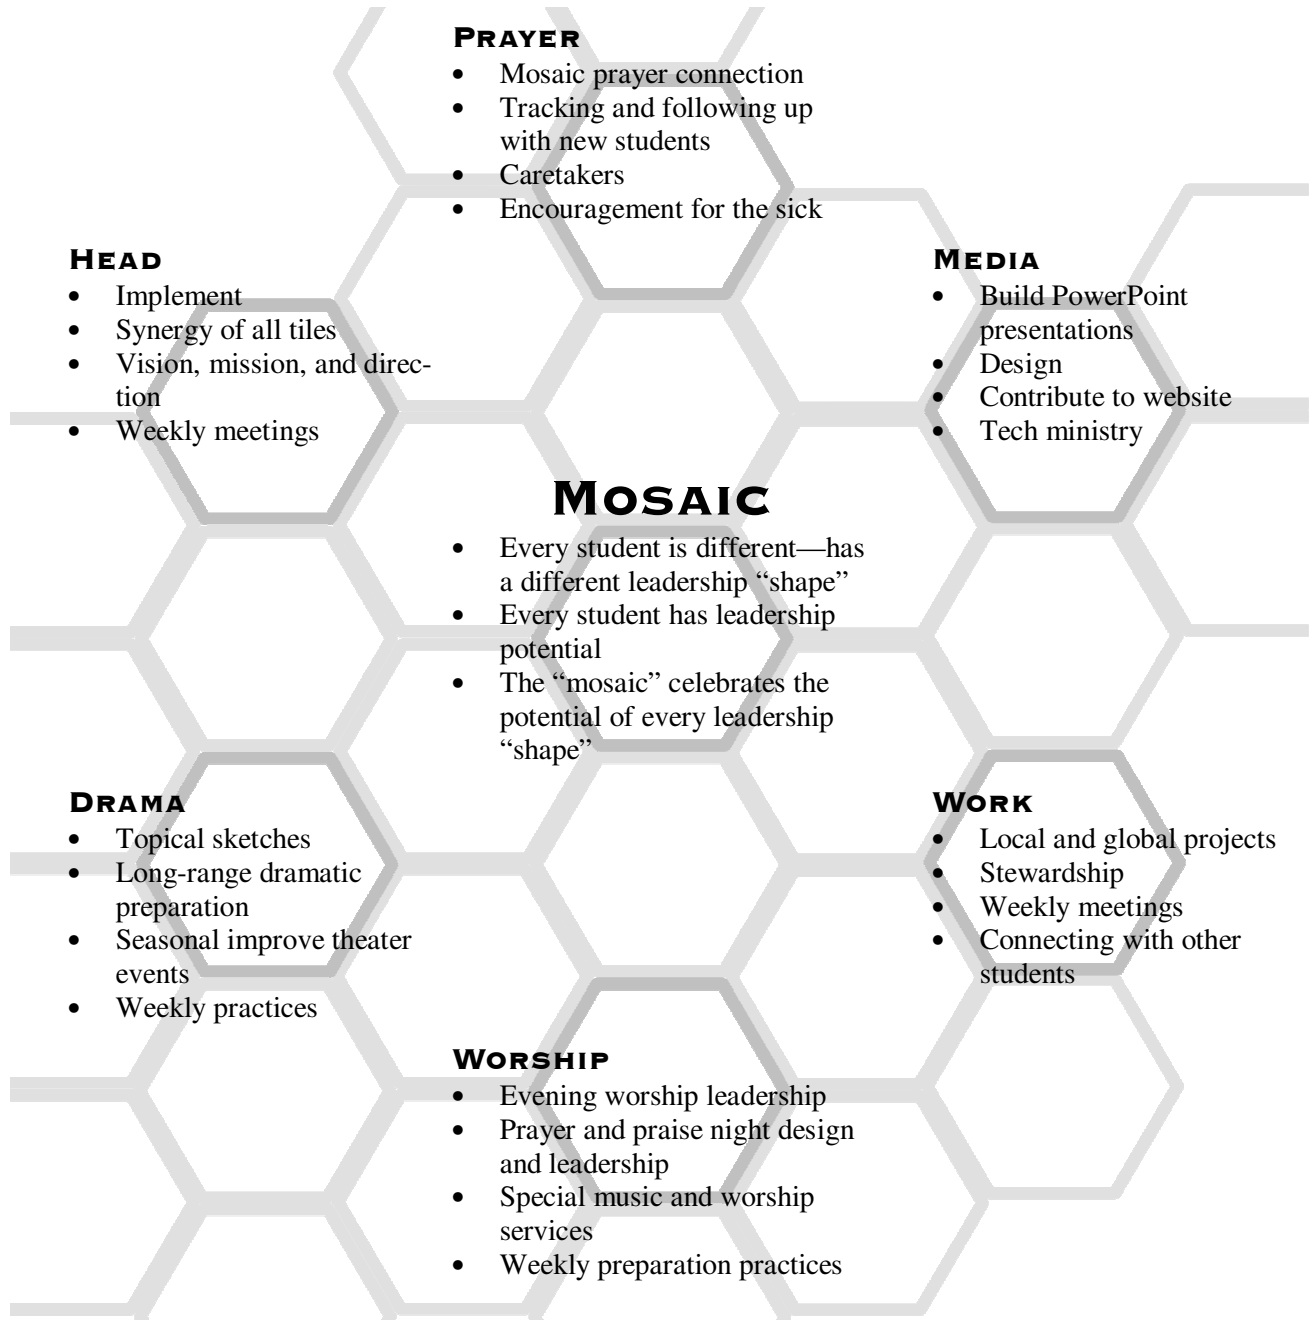 PRAYER
• Mosaic prayer connection
• Tracking and following up
with new students
• Caretakers
• Encouragement for the sick
HEAD
• Implement
• Synergy of all tiles
• Vision, mission, and direc-
tion
• Weekly meetings
MEDIA
• Build PowerPoint
presentations
• Design
• Contribute to website
• Tech ministry
MOSAIC
• Every student is different—has
a different leadership “shape”
• Every student has leadership
potential
• The “mosaic” celebrates the
potential of every leadership
“shape”
DRAMA
• Topical sketches
• Long-range dramatic
preparation
• Seasonal improve theater
events
• Weekly practices
WORK
• Local and global projects
• Stewardship
• Weekly meetings
• Connecting with other
students
WORSHIP
• Evening worship leadership
• Prayer and praise night design
and leadership
• Special music and worship
services
• Weekly preparation practices